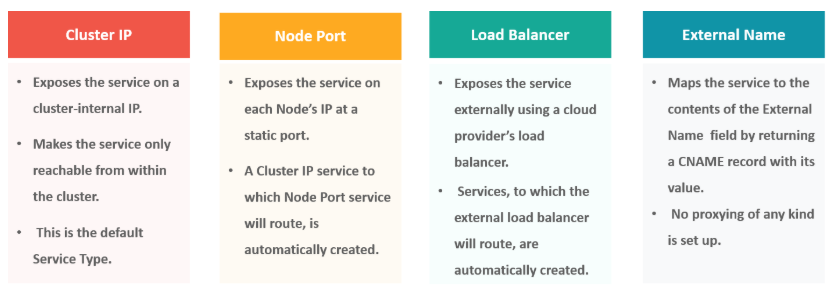 Cluster IP
• Exposes the service on a
cluster-internal IP.
• Makes the service only
reachable from within
the cluster.
• This is the default
Service Type.
Node Port
• Exposes the service on
each Node's IP at a
static port.
• A Cluster IP service to
which Node Port service
will route, is
automatically created.
Load Balancer
• Exposes the service
externally using a cloud
provider's load
balancer.
• Services, to which the
external load balancer
will route, are
automatically created.
External Name
• Maps the service to the
contents of the External
Name field by returning
a CNAME record with its
value.
• No proxying of any kind
is set up.